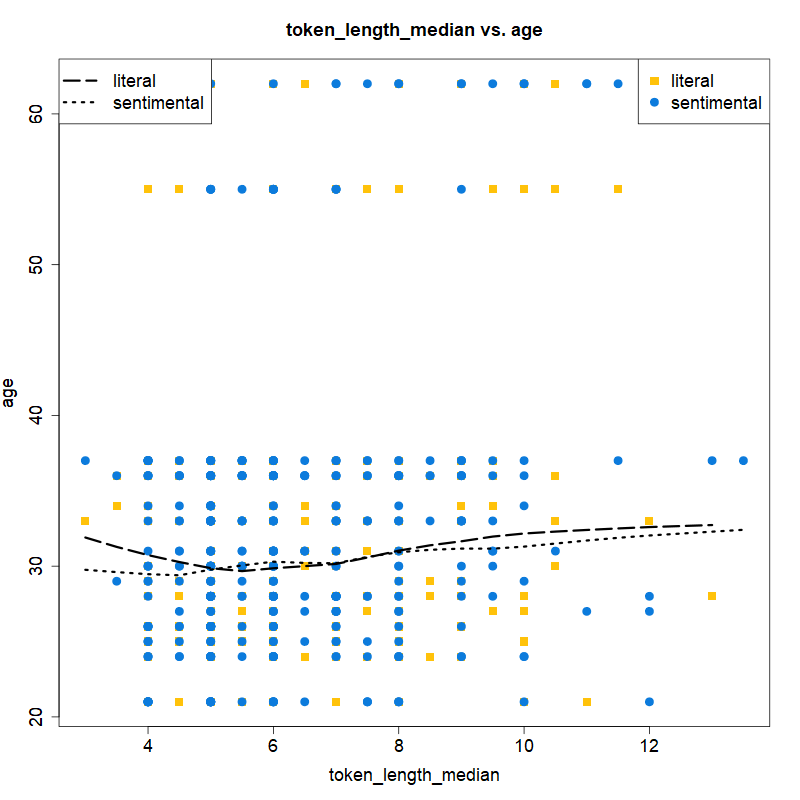 token_length_median vs. age
literal
sentimental
literal
sentimental
age
60
50
40
30
20
4 6 8 10 12
token_length_median